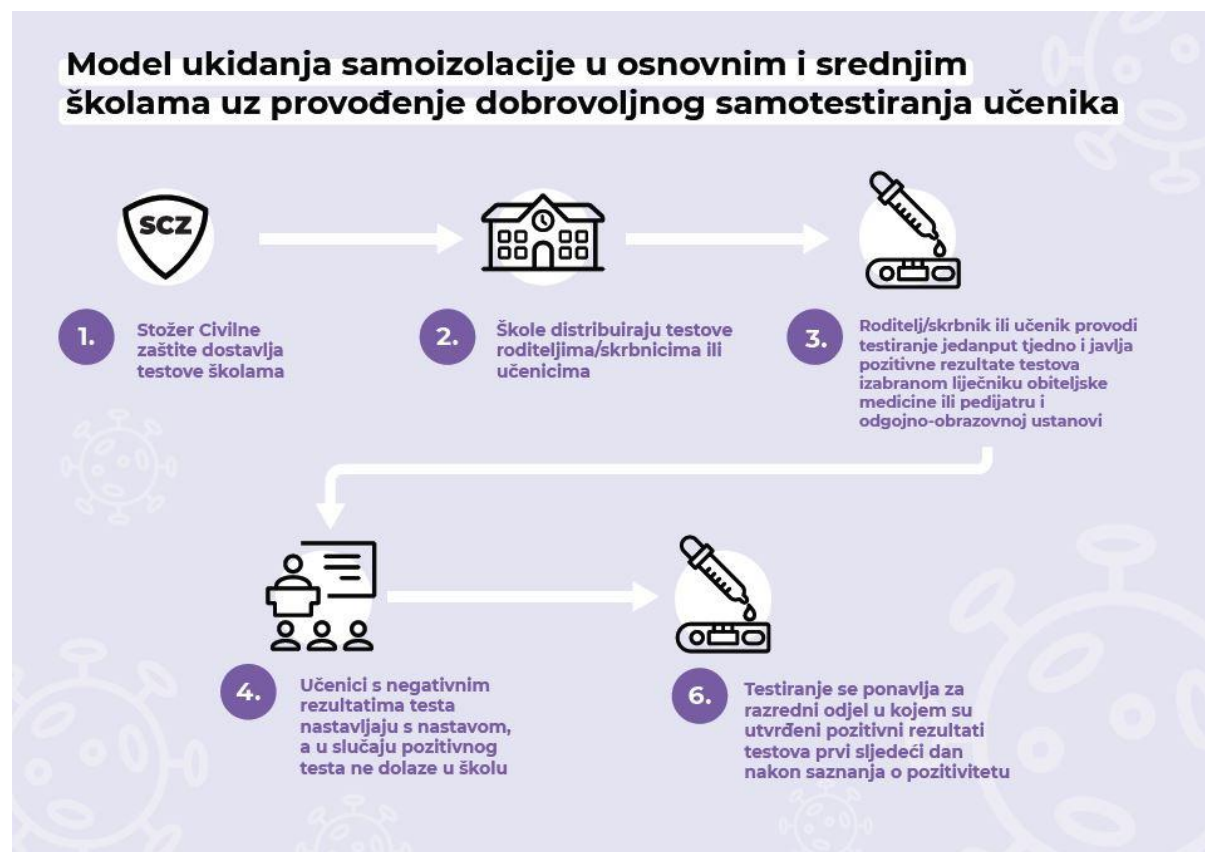 Model ukidanja samoizolacije u osnovnim i srednjim
školama uz provođenje dobrovoljnog samotestiranja učenika
SCZ
1.
Stožer Civilne
zaštite dostavlja
testove školama
2.
Škole distribuiraju testove
roditeljima/skrbnicima ili
učenicima
3.
Roditelj/skrbnik ili učenik provodi
testiranje jedanput tjedno i javlja
pozitivne rezultate testova
izabranom liječniku obiteljske
medicine ili pedijatru i
odgojno-obrazovnoj ustanovi
4.
Učenici s negativnim
rezultatima testa
nastavljaju s nastavom,
a u slučaju pozitivnog
testa ne dolaze u školu
6.
Testiranje se ponavlja za
razredni odjel u kojem su
utvrđeni pozitivni rezultati
testova prvi sljedeći dan
nakon saznanja o pozitivitetu